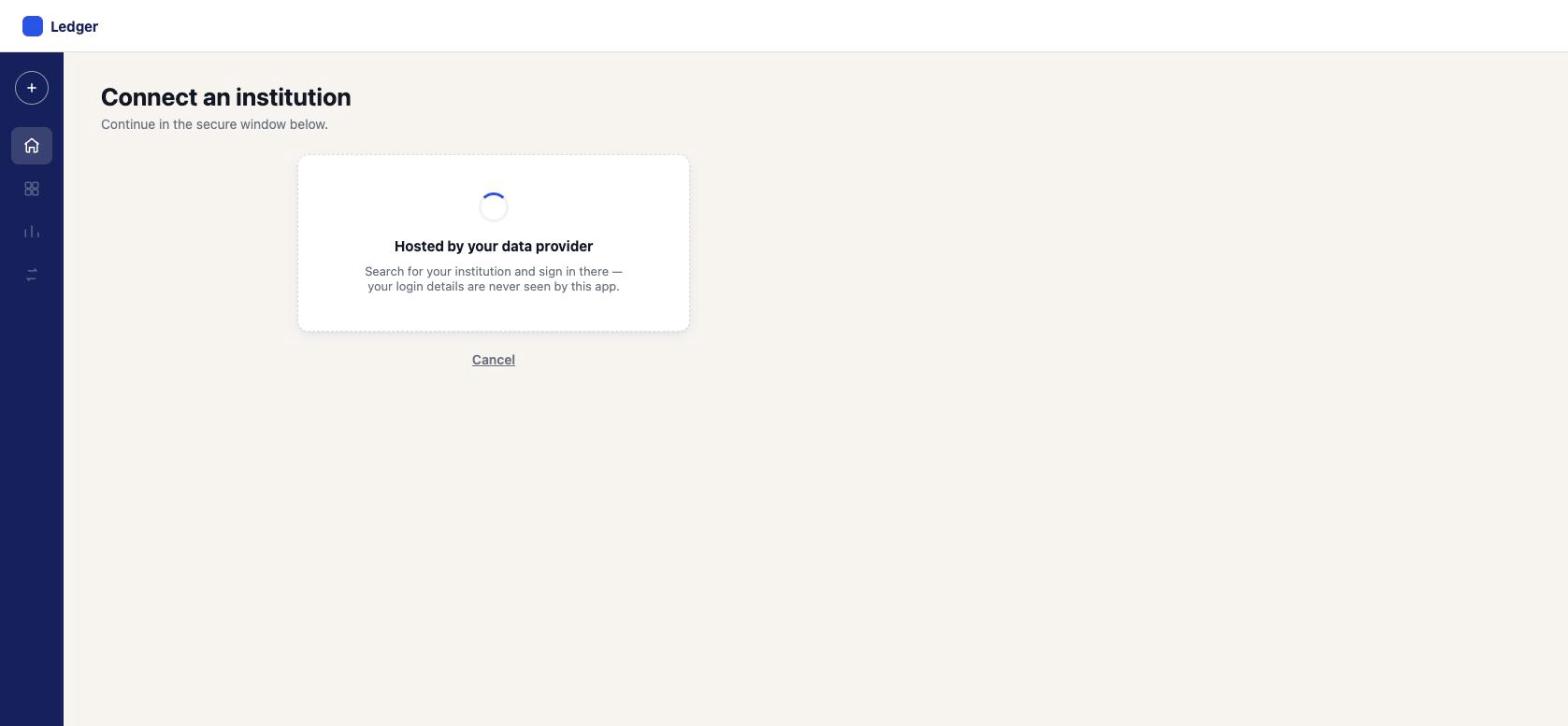 Ledger
Connect an institution
Continue in the secure window below.
Hosted by your data provider
Search for your institution and sign in there —
your login details are never seen by this app.
Cancel